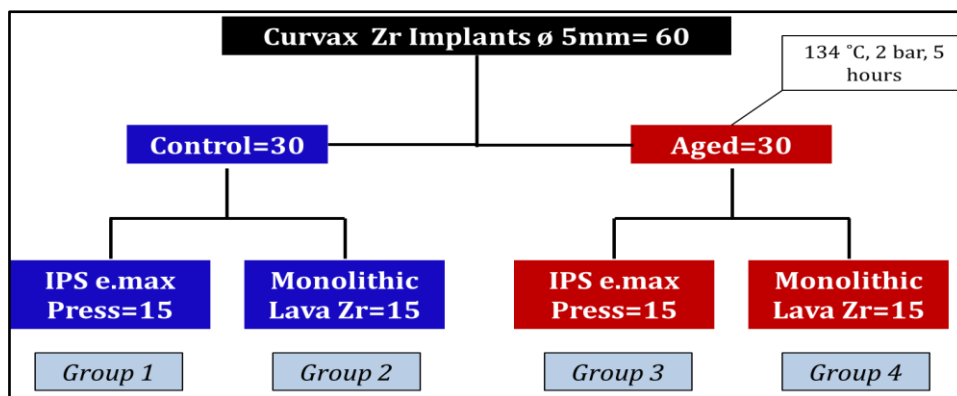 Curvax Zr Implants ø 5mm= 60
134 °C, 2 bar, 5
hours
Control=30
Aged=30
IPS e.max
Press=15
Monolithic
Lava Zr=15
IPS e.max
Press=15
Monolithic
Lava Zr=15
Group 1
Group 2
Group 3
Group 4